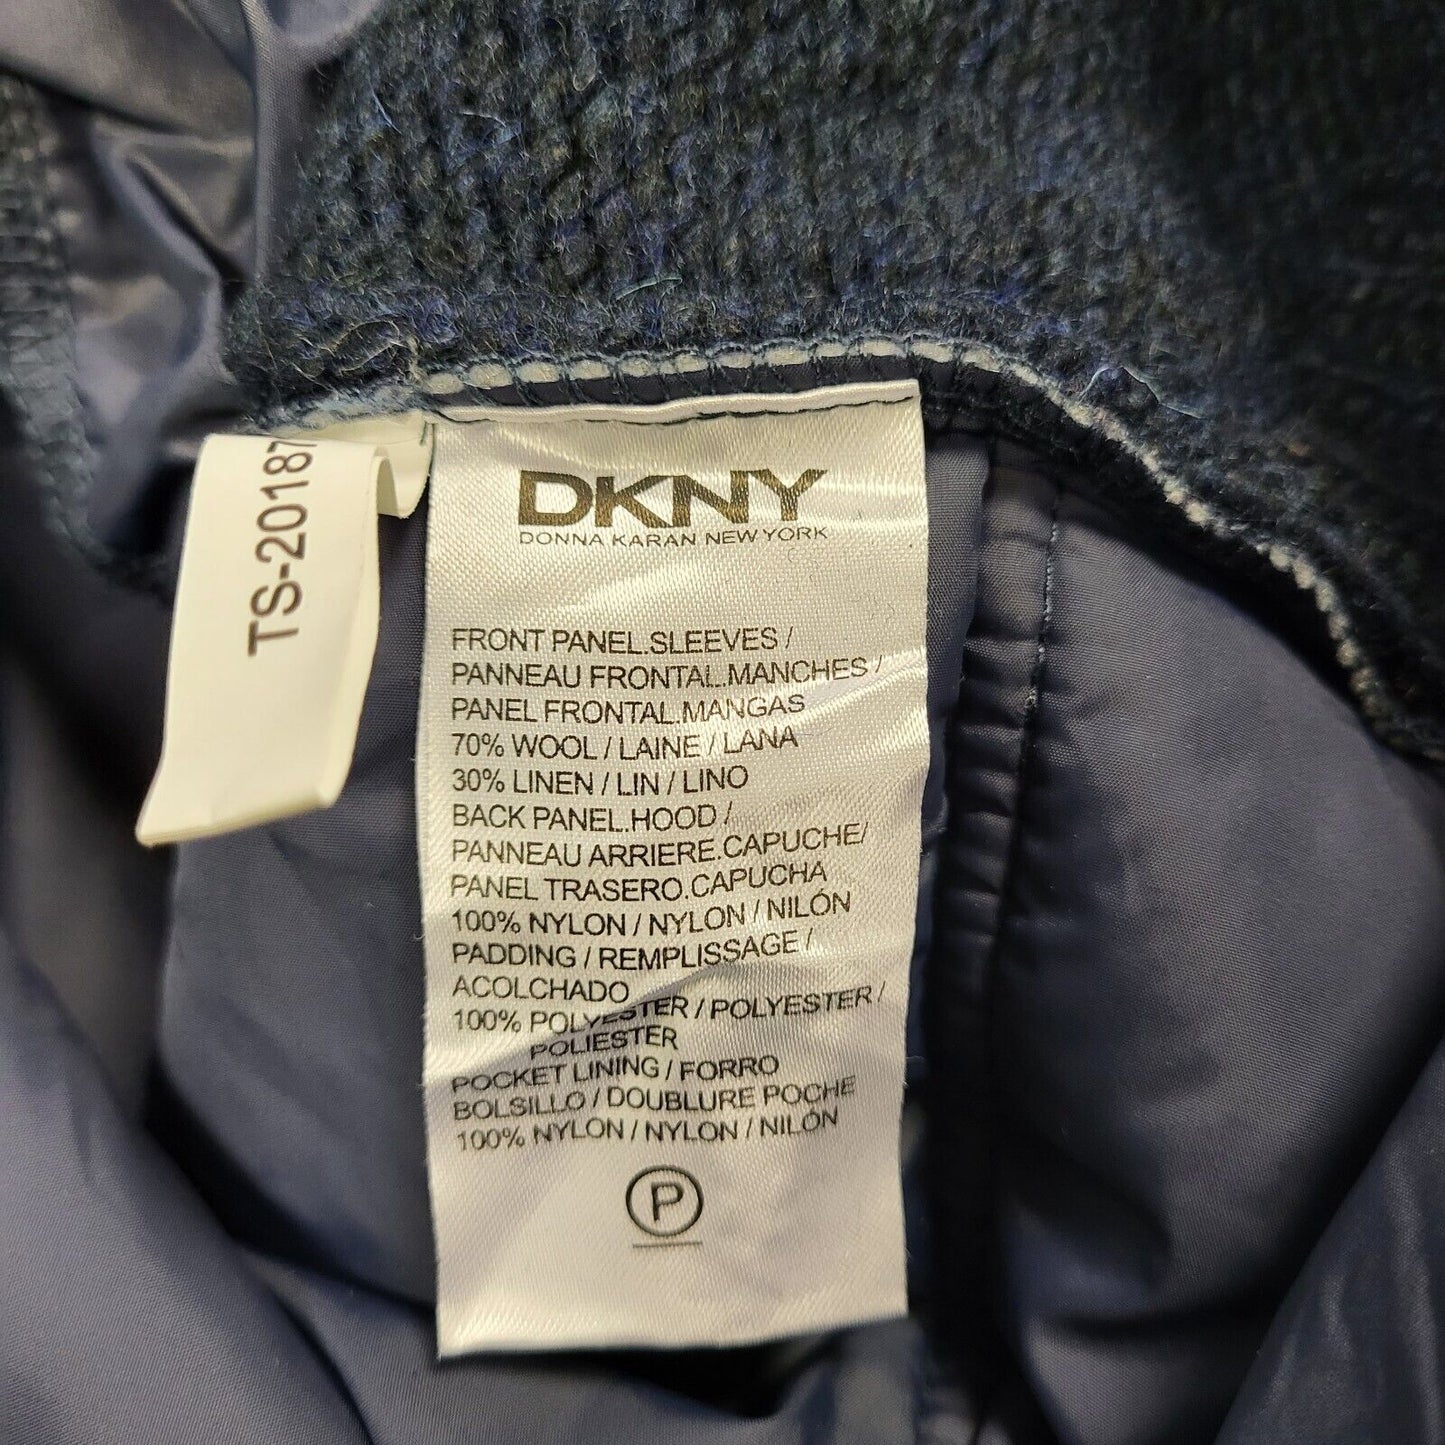 TS-20187
DKNY
DONNA KARAN NEW YORK
FRONT PANEL.SLEEVES /
PANNEAU FRONTAL.MANCHES /
PANEL FRONTAL.MANGAS
70% WOOL / LAINE / LANA
30% LINEN / LIN / LINO
BACK PANEL.HOOD /
PANNEAU ARRIERE.CAPUCHE/
PANEL TRASERO.CAPUCHA
100% NYLON / NYLON / NILÓN
PADDING / REMPLISSAGE /
ACOLCHADO
100% POLYESTER / POLYESTER /
POLIESTER
POCKET LINING / FORRO
BOLSILLO / DOUBLURE POCHE
100% NYLON / NYLON / NILÓN
P